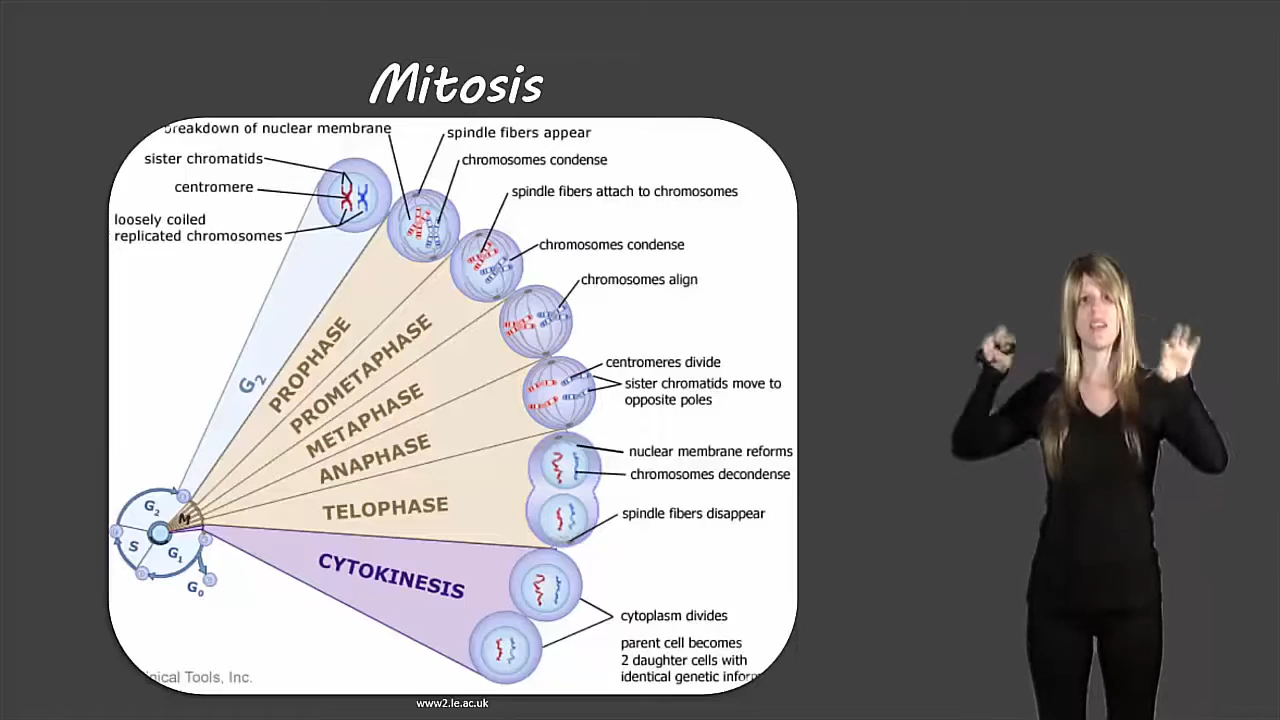 Mitosis
breakdown of nuclear membrane
spindle fibers appear
sister chromatids
chromosomes condense
centromere
spindle fibers attach to chromosomes
loosely coiled
replicated chromosomes
chromosomes condense
chromosomes align
G2
PROPHASE
PROMETAPHASE
METAPHASE
ANAPHASE
TELOPHASE
CYTOKINESIS
centromeres divide
sister chromatids move to
opposite poles
nuclear membrane reforms
chromosomes decondense
spindle fibers disappear
G2
M
S
G1
G0
cytoplasm divides
parent cell becomes
2 daughter cells with
identical genetic
Tools, Inc.
www2.le.ac.uk